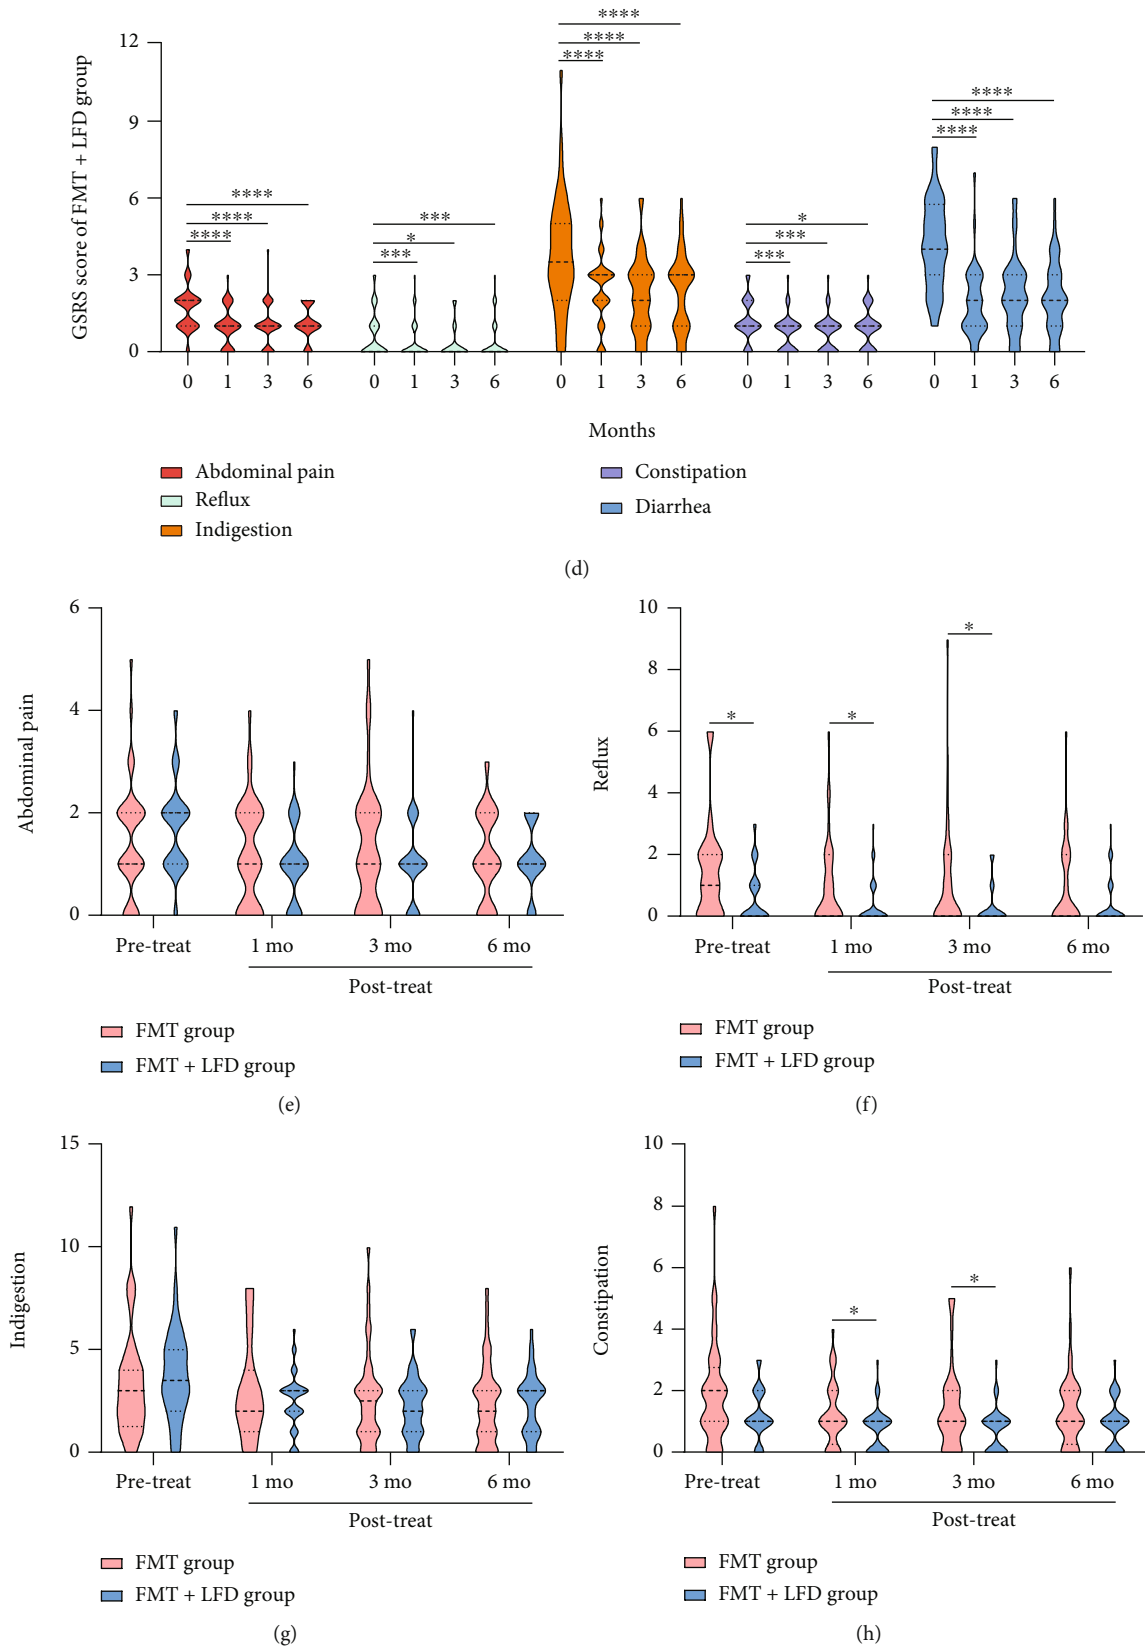 GSRS score of FMT + LFD group
12
9
6
3
0
**** **** ****
*** * ***
**** **** ****
* *** ***
**** **** ****
0 1 3 6 0 1 3 6 0 1 3 6 0 1 3 6 0 1 3 6
Months
Abdominal pain
Reflux
Indigestion
Constipation
Diarrhea
(d)
Abdominal pain
6
4
2
0
Pre-treat 1 mo 3 mo 6 mo
Post-treat
FMT group
FMT + LFD group
(e)
Reflux
10
8
6
4
2
0
* * *
Pre-treat 1 mo 3 mo 6 mo
Post-treat
FMT group
FMT + LFD group
(f)
Indigestion
15
10
5
0
Pre-treat 1 mo 3 mo 6 mo
Post-treat
FMT group
FMT + LFD group
(g)
Constipation
10
8
6
4
2
0
* *
Pre-treat 1 mo 3 mo 6 mo
Post-treat
FMT group
FMT + LFD group
(h)